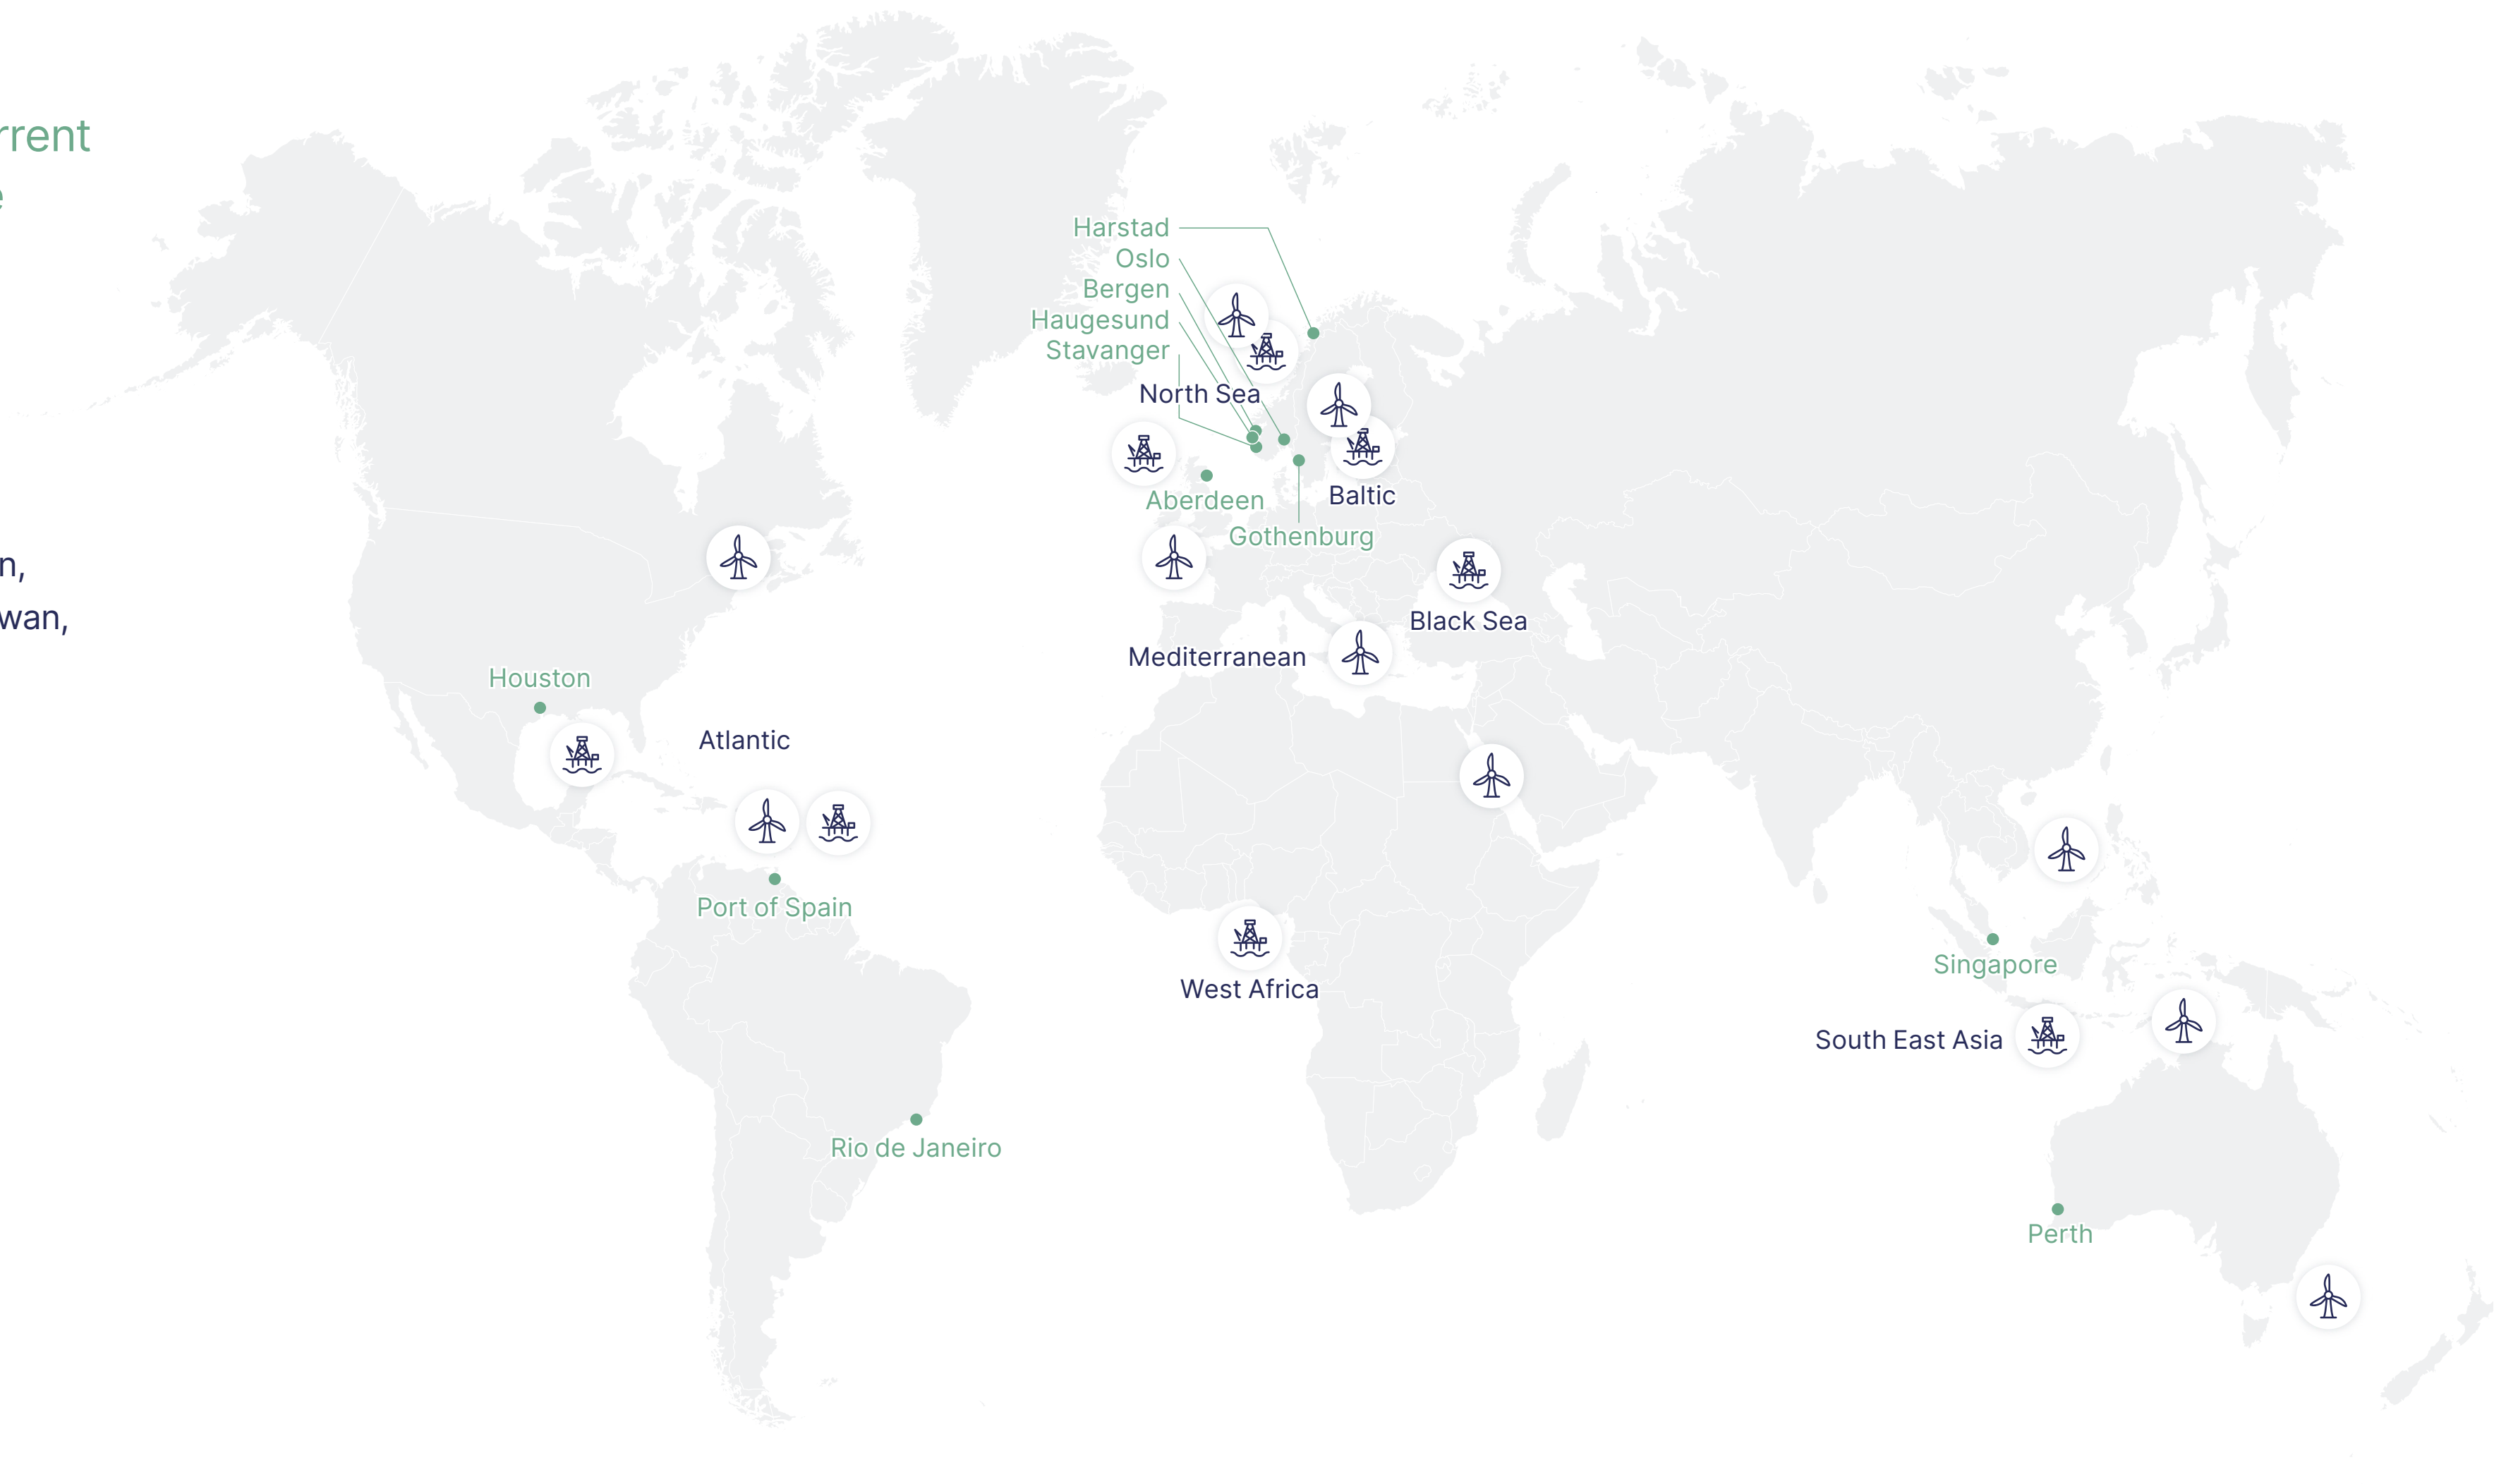 rrent
e
n,
wan,
Harstad
Oslo
Bergen
Haugesund
Stavanger
North Sea
Aberdeen
Baltic
Gothenburg
Black Sea
Mediterranean
Houston
Atlantic
Port of Spain
West Africa
Singapore
South East Asia
Rio de Janeiro
Perth